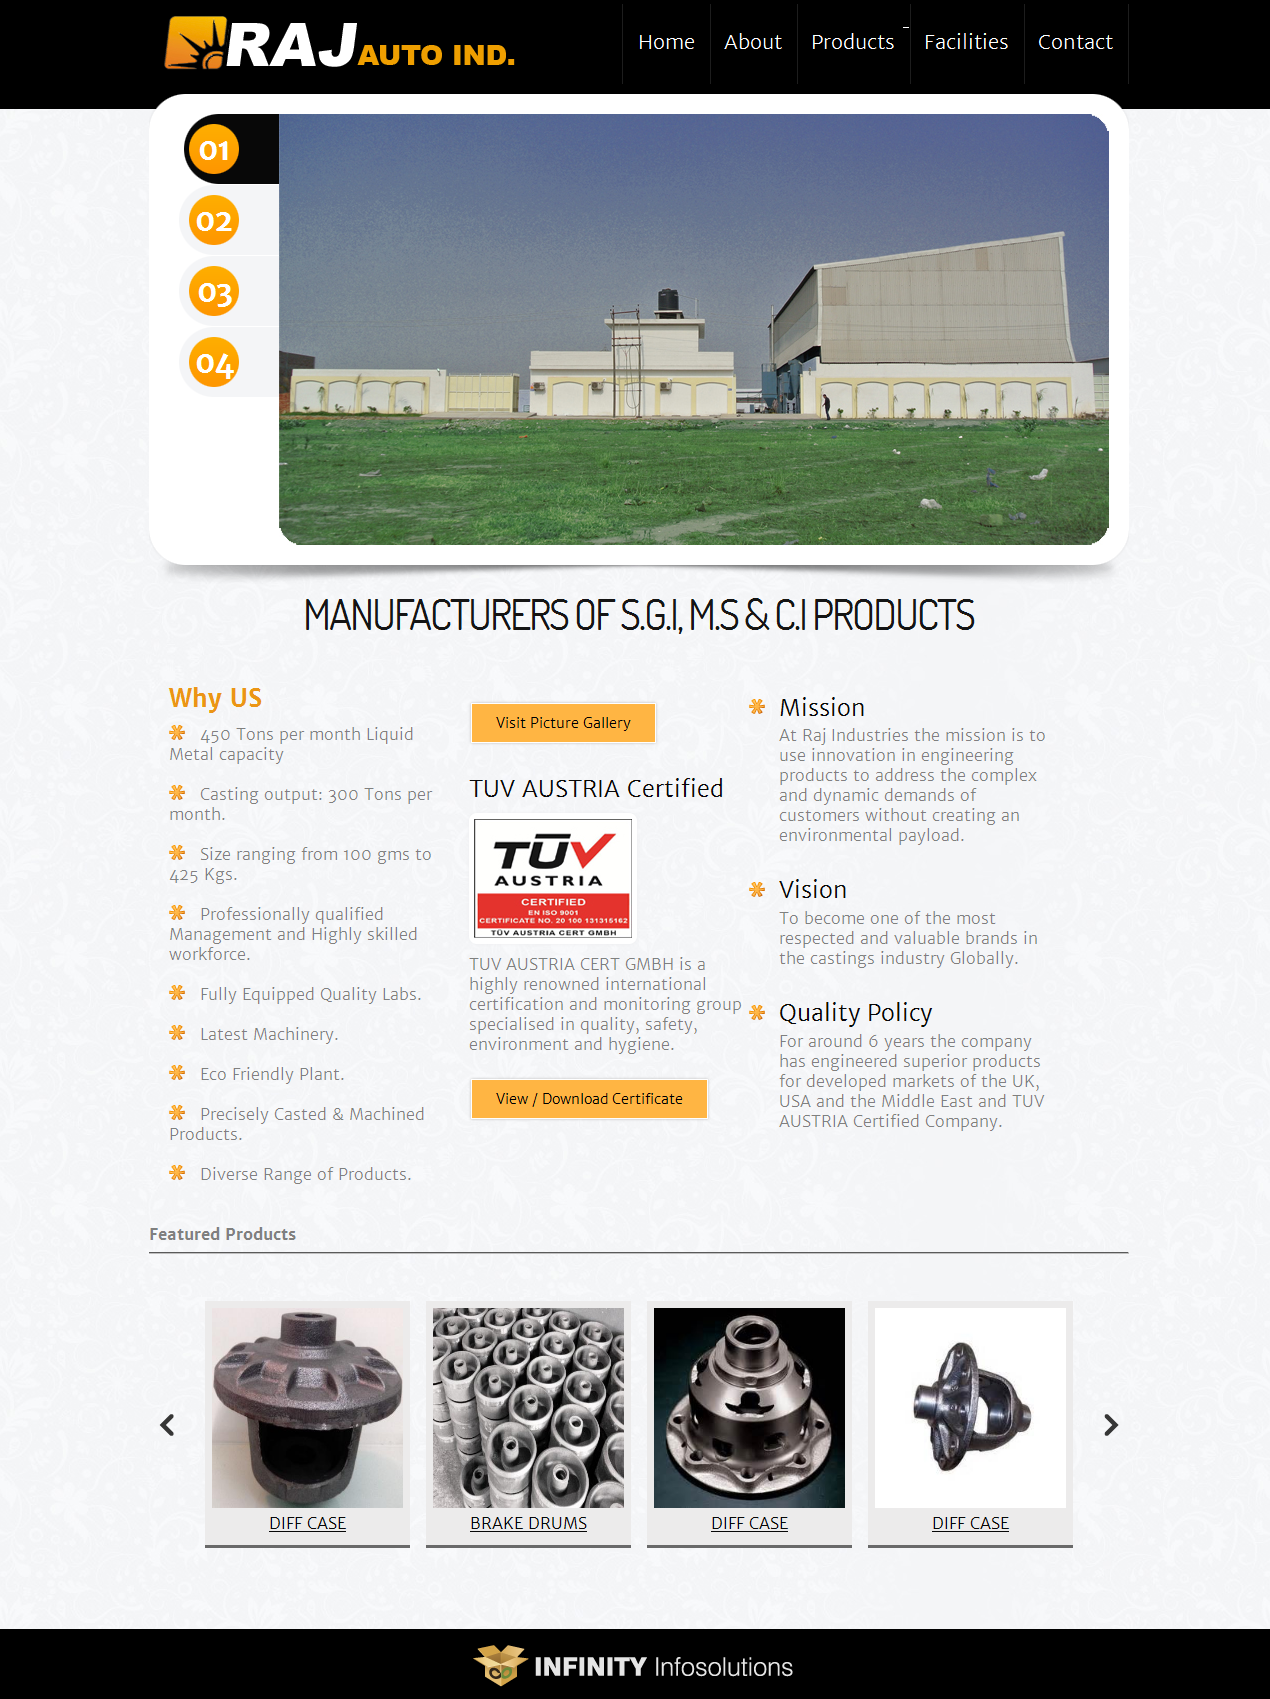 RAJ AUTO IND.
Home About Products Facilities Contact
01
02
03
04
MANUFACTURERS OF S.G.I, M.S & C.I PRODUCTS
Why US
450 Tons per month Liquid
Metal capacity
Casting output: 300 Tons per
month.
Size ranging from 100 gms to
425 Kgs.
Professionally qualified
Management and Highly skilled
workforce.
Fully Equipped Quality Labs.
Latest Machinery.
Eco Friendly Plant.
Precisely Casted & Machined
Products.
Diverse Range of Products.
Visit Picture Gallery
TUV AUSTRIA Certified
TÜV
AUSTRIA
CERTIFIED
EN ISO 9001
CERTIFICATE NO. 20 100 131315162
TÜV AUSTRIA CERT GMBH
TUV AUSTRIA CERT GMBH is a
highly renowned international
certification and monitoring group
specialised in quality, safety,
environment and hygiene.
View / Download Certificate
Mission
At Raj Industries the mission is to
use innovation in engineering
products to address the complex
and dynamic demands of
customers without creating an
environmental payload.
Vision
To become one of the most
respected and valuable brands in
the castings industry Globally.
Quality Policy
For around 6 years the company
has engineered superior products
for developed markets of the UK,
USA and the Middle East and TUV
AUSTRIA Certified Company.
Featured Products
DIFF CASE
BRAKE DRUMS
DIFF CASE
DIFF CASE
INFINITY Infosolutions